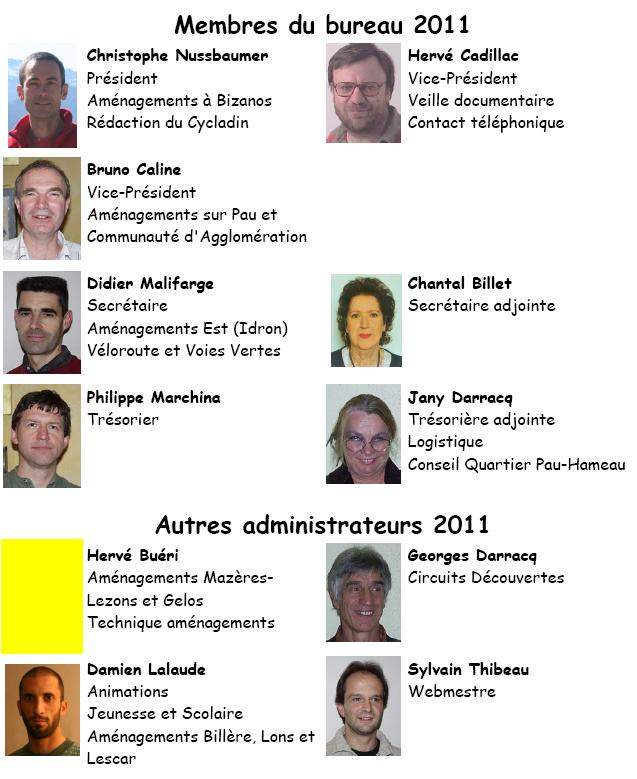 Membres du bureau 2011
Christophe Nussbaumer
Président
Aménagements à Bizanos
Rédaction du Cycladin
Hervé Cadillac
Vice-Président
Veille documentaire
Contact téléphonique
Bruno Caline
Vice-Président
Aménagements sur Pau et
Communauté d'Agglomération
Didier Malifarge
Secrétaire
Aménagements Est (Idron)
Véloroute et Voies Vertes
Chantal Billet
Secrétaire adjointe
Philippe Marchina
Trésorier
Jany Darracq
Trésorière adjointe
Logistique
Conseil Quartier Pau-Hameau
Autres administrateurs 2011
Hervé Buéri
Aménagements Mazères-
Lezons et Gelos
Technique aménagements
Georges Darracq
Circuits Découvertes
Damien Lalaude
Animations
Jeunesse et Scolaire
Aménagements Billère, Lons et
Lescar
Sylvain Thibeau
Webmestre